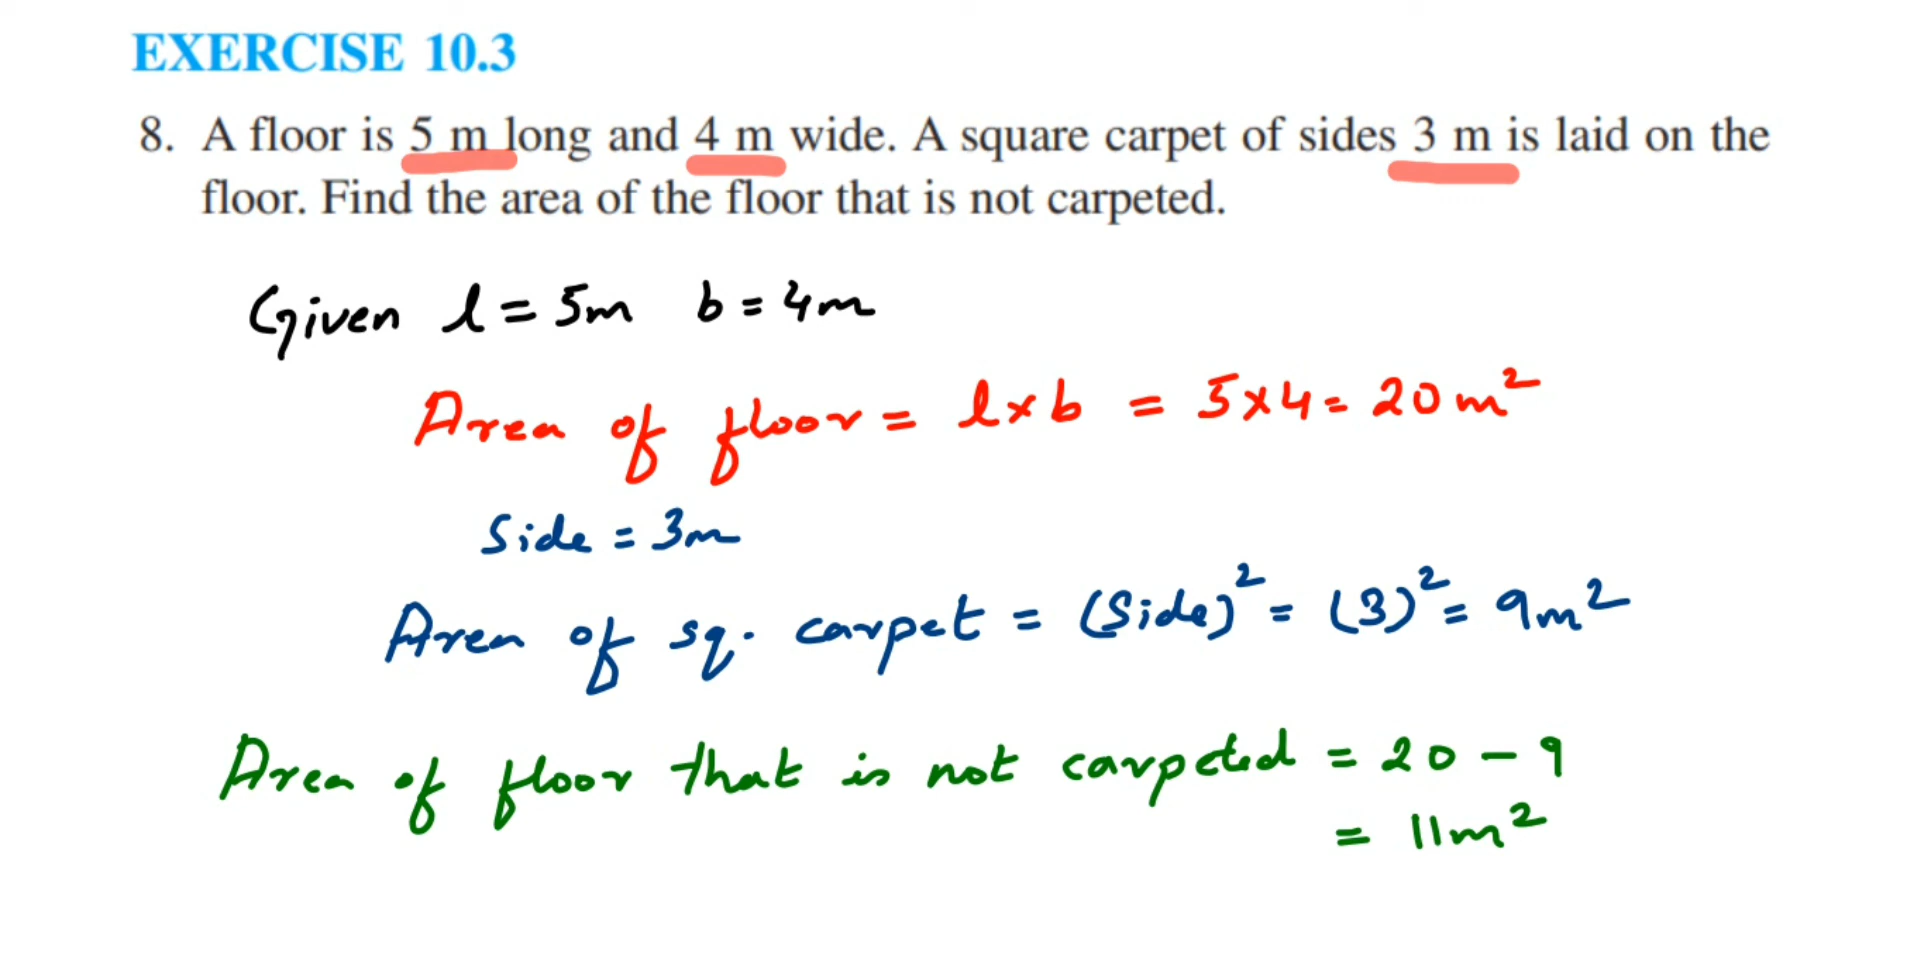 EXERCISE 10.3
8. A floor is 5 m long and 4 m wide. A square carpet of sides 3 m is laid on the
floor. Find the area of the floor that is not carpeted.
Given l = 5m b = 4m
Area of floor = l × b = 5 × 4 = 20 m²
Side = 3m
Area of sq. carpet = (Side)² = (3)² = 9m²
Area of floor that is not carpeted = 20 - 9
= 11m²